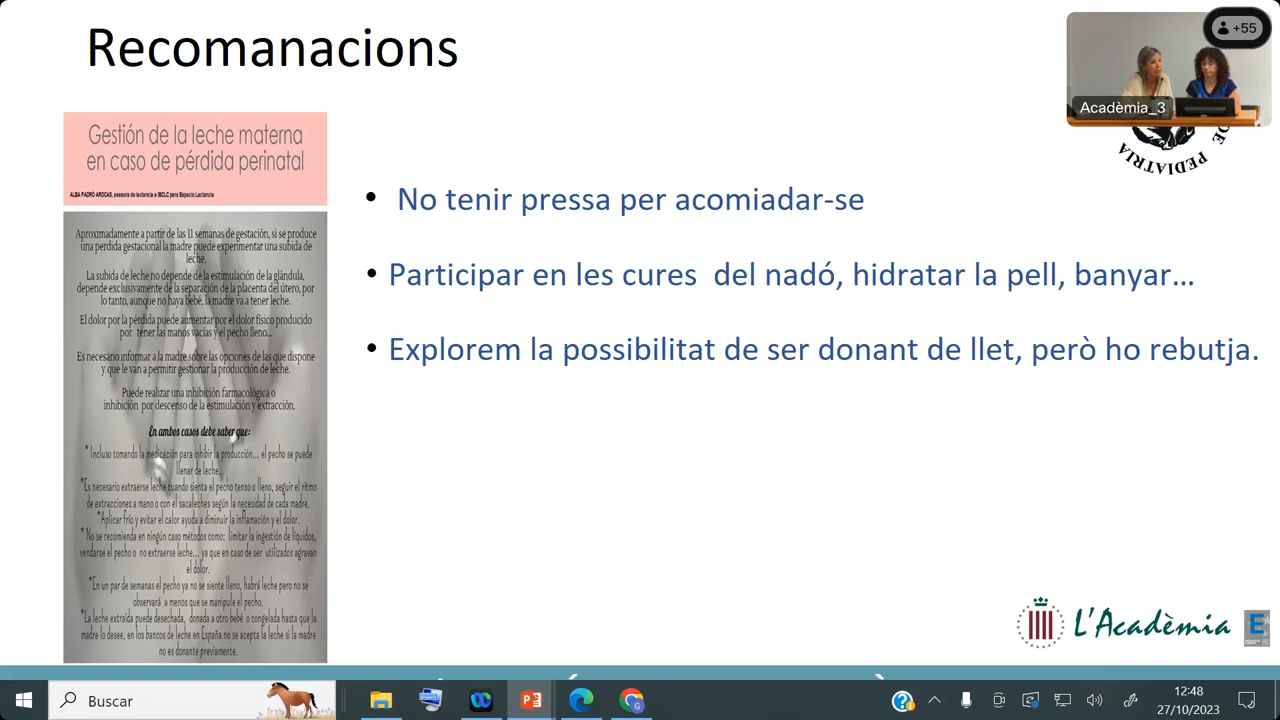 Recomanacions
+55
Acadèmia_3
DE PEDIATRIA
Gestión de la leche materna
en caso de pérdida perinatal
ALBA PADRÓ AROCAS, asesora de lactancia e IBCLC para Espacio Lactancia
Aproximadamente a partir de las 11 semanas de gestación, si se produce
una perdida gestacional la madre puede experimentar una subida de
leche.
La subida de leche no depende de la estimulación de la glándula,
depende exclusivamente de la separación de la placenta del útero, por
lo tanto, aunque no haya bebé, la madre va a tener leche.
El dolor por la pérdida puede aumentar por el dolor físico producido
por tener las manos vacías y el pecho lleno...
Es necesario informar a la madre sobre las opciones de las que dispone
y que le van a permitir gestionar la producción de leche.
Puede realizar una inhibición farmacológica o
inhibición por descenso de la estimulación y extracción.
En ambos casos debe saber que:
* Incluso tomando la medicación para inhibir la producción... el pecho se puede
llenar de leche.
*Es necesario extraerse leche cuando sienta el pecho tenso o lleno, seguir el ritmo
de extracciones a mano o con el sacaleches según la necesidad de cada madre.
*Aplicar frío y evitar el calor ayuda a diminuir la inflamación y el dolor.
* No se recomienda en ningún caso métodos como: limitar la ingestión de líquidos,
vendarse el pecho o no extraerse leche... ya que en caso de ser utilizados agravan
el dolor.
*En un par de semanas el pecho ya no se siente lleno, habrá leche pero no se
observará a menos que se manipule el pecho.
*La leche extraída puede desechada, donada a otro bebé o congelada hasta que la
madre lo desee, en los bancos de leche en España no se acepta la leche si la madre
no es donante previamente.
• No tenir pressa per acomiadar-se
• Participar en les cures del nadó, hidratar la pell, banyar…
• Explorem la possibilitat de ser donant de llet, però ho rebutja.
L'Acadèmia
E
Buscar
12:48
27/10/2023